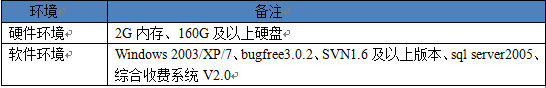 环境 备注
硬件环境 2G 内存、160G 及以上硬盘
软件环境 Windows 2003/XP/7、bugfree3.0.2、SVN1.6 及以上版本、sql server2005、
综合收费系统 V2.0